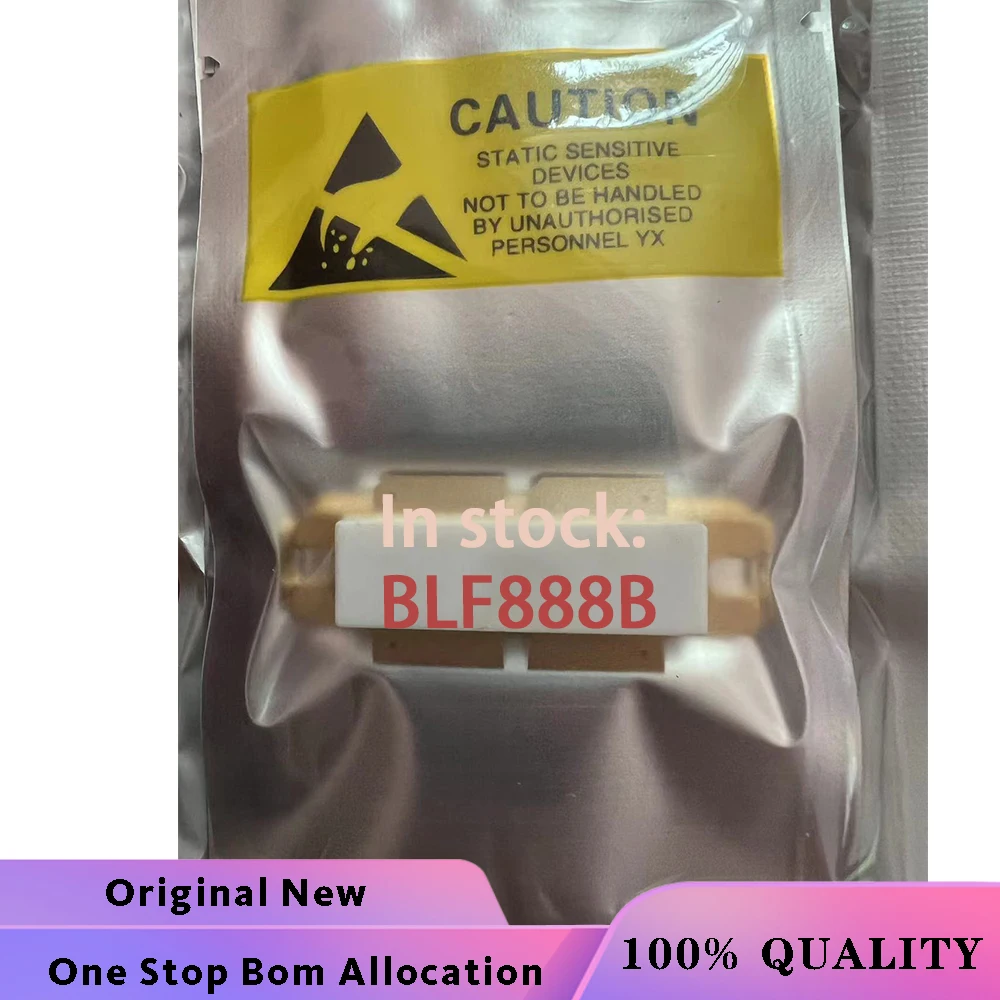 CAUTION
STATIC SENSITIVE
DEVICES
NOT TO BE HANDLED
BY UNAUTHORISED
PERSONNEL YX
In stock:
BLF888B
Original New
One Stop Bom Allocation
100% QUALITY